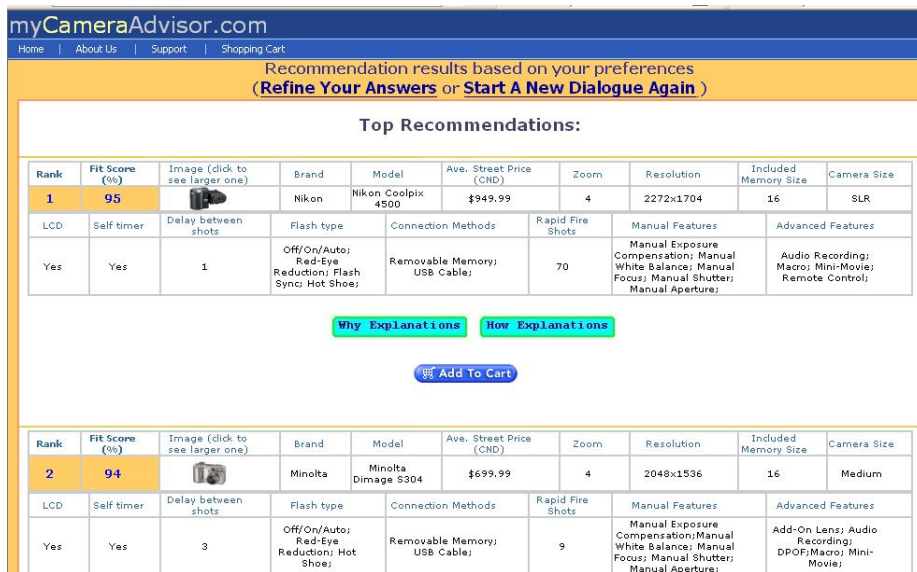 myCameraAdvisor.com
Home | About Us | Support | Shopping Cart
Recommendation results based on your preferences
(Refine Your Answers or Start A New Dialogue Again )
Top Recommendations:
Rank
Fit Score
(%)
Image (click to
see larger one)
Brand
Model
Ave. Street Price
(CND)
Zoom
Resolution
Included
Memory Size
Camera Size
1
95
Nikon
Nikon Coolpix
4500
$949.99
4
2272x1704
16
SLR
LCD
Self timer
Delay between
shots
Flash type
Connection Methods
Rapid Fire
Shots
Manual Features
Advanced Features
Yes
Yes
1
Off/On/Auto;
Red-Eye
Reduction; Flash
Sync; Hot Shoe;
Removable Memory;
USB Cable;
70
Manual Exposure
Compensation; Manual
White Balance; Manual
Focus; Manual Shutter;
Manual Aperture;
Audio Recording;
Macro; Mini-Movie;
Remote Control;
Why Explanations
How Explanations
Add To Cart
Rank
Fit Score
(%)
Image (click to
see larger one)
Brand
Model
Ave. Street Price
(CND)
Zoom
Resolution
Included
Memory Size
Camera Size
2
94
Minolta
Minolta
Dimage S304
$699.99
4
2048x1536
16
Medium
LCD
Self timer
Delay between
shots
Flash type
Connection Methods
Rapid Fire
Shots
Manual Features
Advanced Features
Yes
Yes
3
Off/On/Auto;
Red-Eye
Reduction; Hot
Shoe;
Removable Memory;
USB Cable;
9
Manual Exposure
Compensation;Manual
White Balance; Manual
Focus; Manual Shutter;
Manual Aperture;
Add-On Lens; Audio
Recording;
DPOF;Macro; Mini-
Movie;